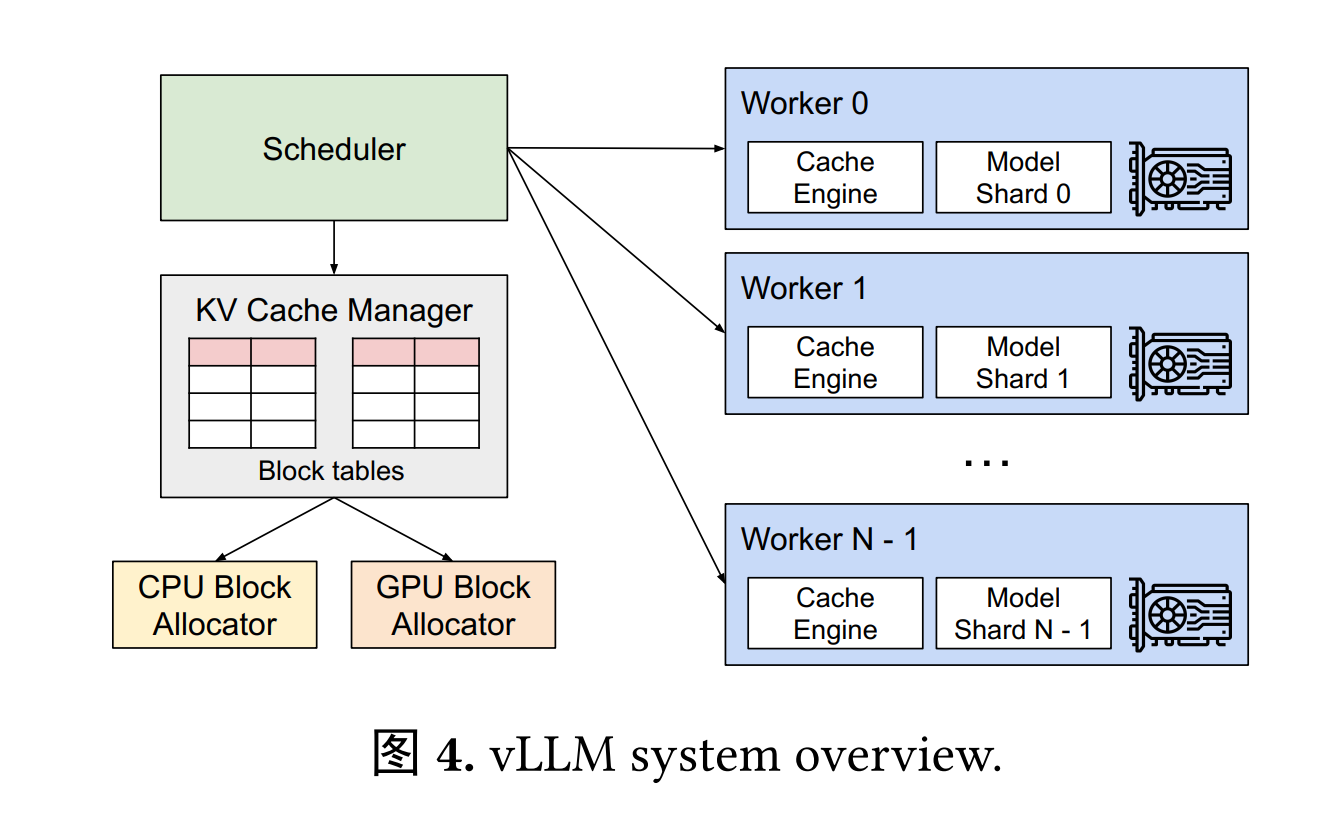 Scheduler
KV Cache Manager
Block tables
CPU Block
Allocator
GPU Block
Allocator
Worker 0
Cache
Engine
Model
Shard 0
Worker 1
Cache
Engine
Model
Shard 1
...
Worker N - 1
Cache
Engine
Model
Shard N - 1
图 4. vLLM system overview.